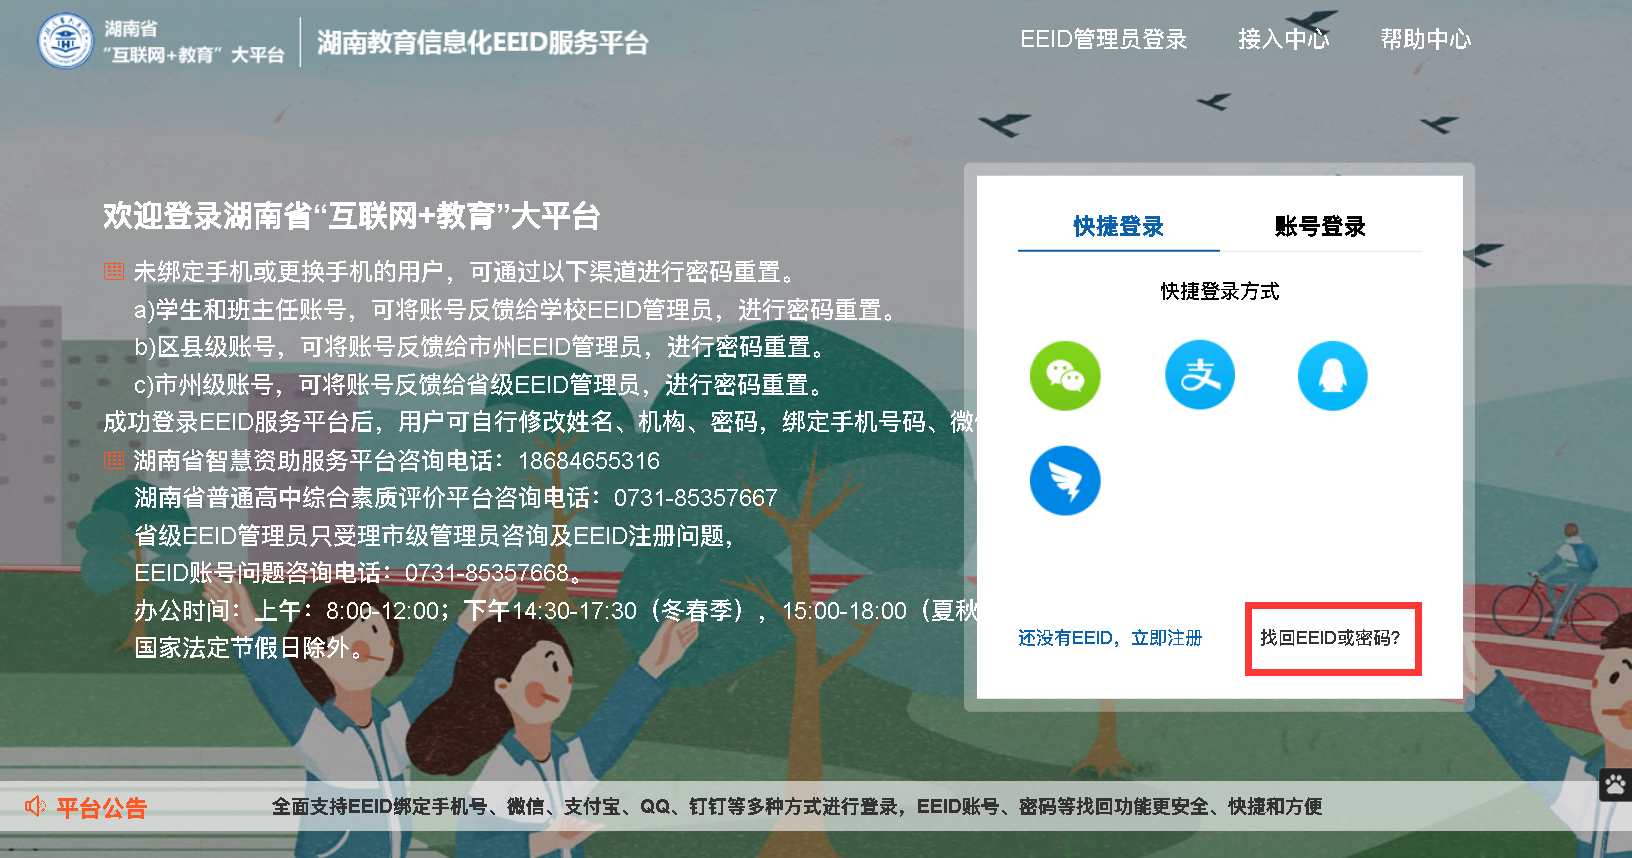 湖南省
“互联网+教育”大平台
湖南教育信息化EEID服务平台
EEID管理员登录
接入中心
帮助中心
欢迎登录湖南省“互联网+教育”大平台
未绑定手机或更换手机的用户，可通过以下渠道进行密码重置。
a)学生和班主任账号，可将账号反馈给学校EEID管理员，进行密码重置。
b)区县级账号，可将账号反馈给市州EEID管理员，进行密码重置。
c)市州级账号，可将账号反馈给省级EEID管理员，进行密码重置。
成功登录EEID服务平台后，用户可自行修改姓名、机构、密码，绑定手机号码、微
湖南省智慧资助服务平台咨询电话：18684655316
湖南省普通高中综合素质评价平台咨询电话：0731-85357667
省级EEID管理员只受理市级管理员咨询及EEID注册问题，
EEID账号问题咨询电话：0731-85357668。
办公时间：上午：8:00-12:00；下午14:30-17:30（冬春季），15:00-18:00（夏秋
国家法定节假日除外。
快捷登录
账号登录
快捷登录方式
支
还没有EEID，立即注册
找回EEID或密码?
平台公告
全面支持EEID绑定手机号、微信、支付宝、QQ、钉钉等多种方式进行登录，EEID账号、密码等找回功能更安全、快捷和方便